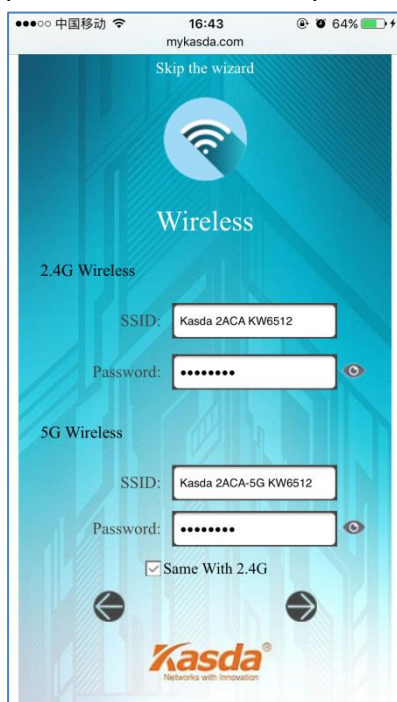 中国移动 16:43 64%
mykasda.com
Skip the wizard
Wireless
2.4G Wireless
SSID: Kasda 2ACA KW6512
Password: ••••••••
5G Wireless
SSID: Kasda 2ACA-5G KW6512
Password: ••••••••
Same With 2.4G
Kasda®
Networks with Innovation